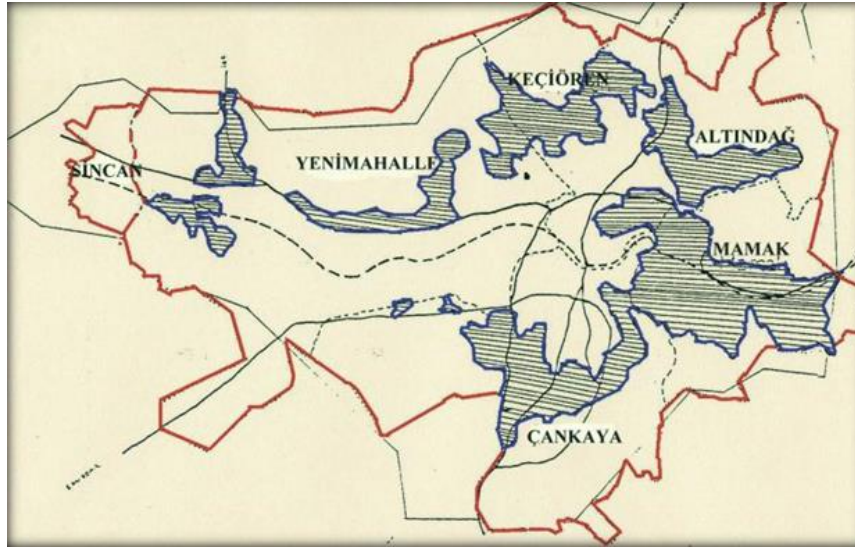 KEÇİÖREN
ALTINDAĞ
YENİMAHALLE
SİNCAN
MAMAK
ÇANKAYA